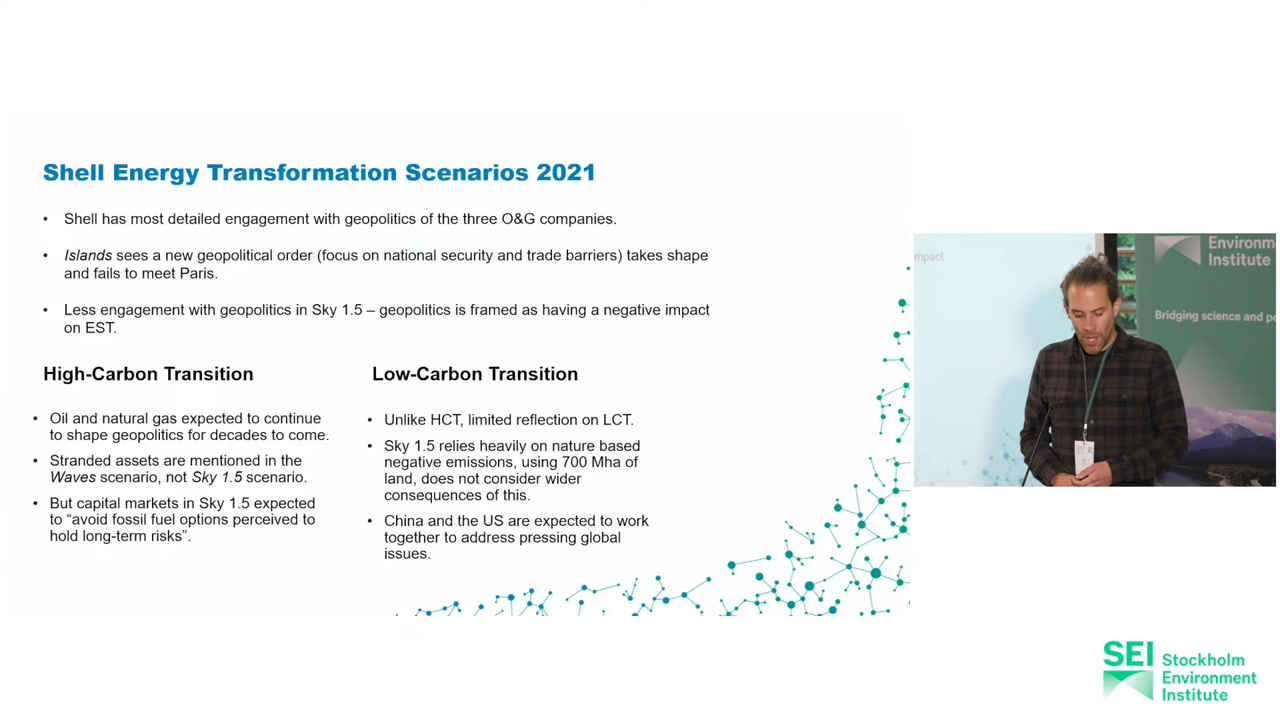 Shell Energy Transformation Scenarios 2021
• Shell has most detailed engagement with geopolitics of the three O&G companies.
• Islands sees a new geopolitical order (focus on national security and trade barriers) takes shape
and fails to meet Paris.
• Less engagement with geopolitics in Sky 1.5 – geopolitics is framed as having a negative impact
on EST.
High-Carbon Transition
• Oil and natural gas expected to continue
to shape geopolitics for decades to come.
• Stranded assets are mentioned in the
Waves scenario, not Sky 1.5 scenario.
• But capital markets in Sky 1.5 expected
to “avoid fossil fuel options perceived to
hold long-term risks”.
Low-Carbon Transition
• Unlike HCT, limited reflection on LCT.
• Sky 1.5 relies heavily on nature based
negative emissions, using 700 Mha of
land, does not consider wider
consequences of this.
• China and the US are expected to work
together to address pressing global
issues.
mpact
Environm
Institute
Bridging science and po
SEI Stockholm
Environment
Institute